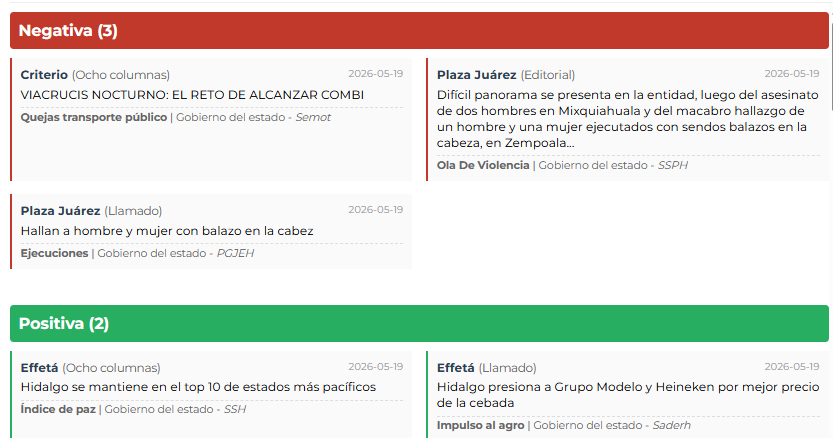 Negativa (3)
Criterio (Ocho columnas) 2026-05-19
VIACRUCIS NOCTURNO: EL RETO DE ALCANZAR COMBI
Quejas transporte público | Gobierno del estado - Semot
Plaza Juárez (Editorial) 2026-05-19
Difícil panorama se presenta en la entidad, luego del asesinato
de dos hombres en Mixquiahuala y del macabro hallazgo de
un hombre y una mujer ejecutados con sendos balazos en la
cabeza, en Zempoala...
Ola De Violencia | Gobierno del estado - SSPH
Plaza Juárez (Llamado) 2026-05-19
Hallan a hombre y mujer con balazo en la cabez
Ejecuciones | Gobierno del estado - PGJEH
Positiva (2)
Effetá (Ocho columnas) 2026-05-19
Hidalgo se mantiene en el top 10 de estados más pacíficos
Índice de paz | Gobierno del estado - SSH
Effetá (Llamado) 2026-05-19
Hidalgo presiona a Grupo Modelo y Heineken por mejor precio
de la cebada
Impulso al agro | Gobierno del estado - Saderh